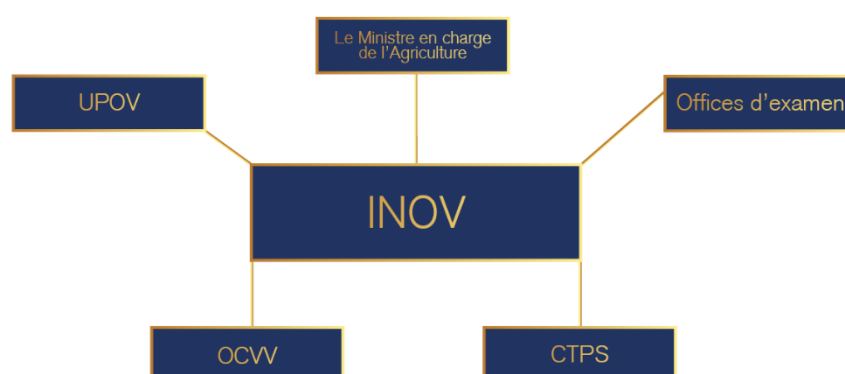 Le Ministre en charge
de l'Agriculture
UPOV
Offices d'examen
INOV
OCVV
CTPS